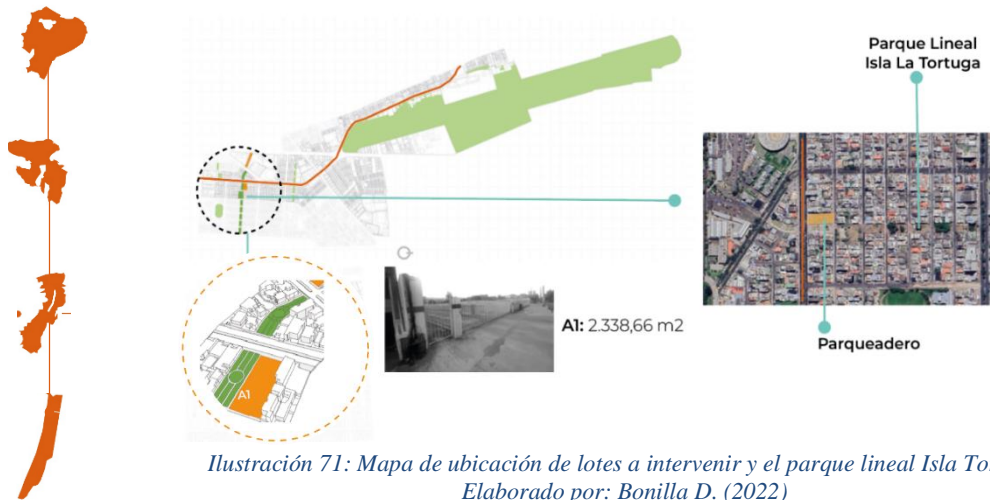 Parque Lineal
Isla La Tortuga
A1: 2.338,66 m2
Parqueadero
A1
Ilustración 71: Mapa de ubicación de lotes a intervenir y el parque lineal Isla To
Elaborado por: Bonilla D. (2022)